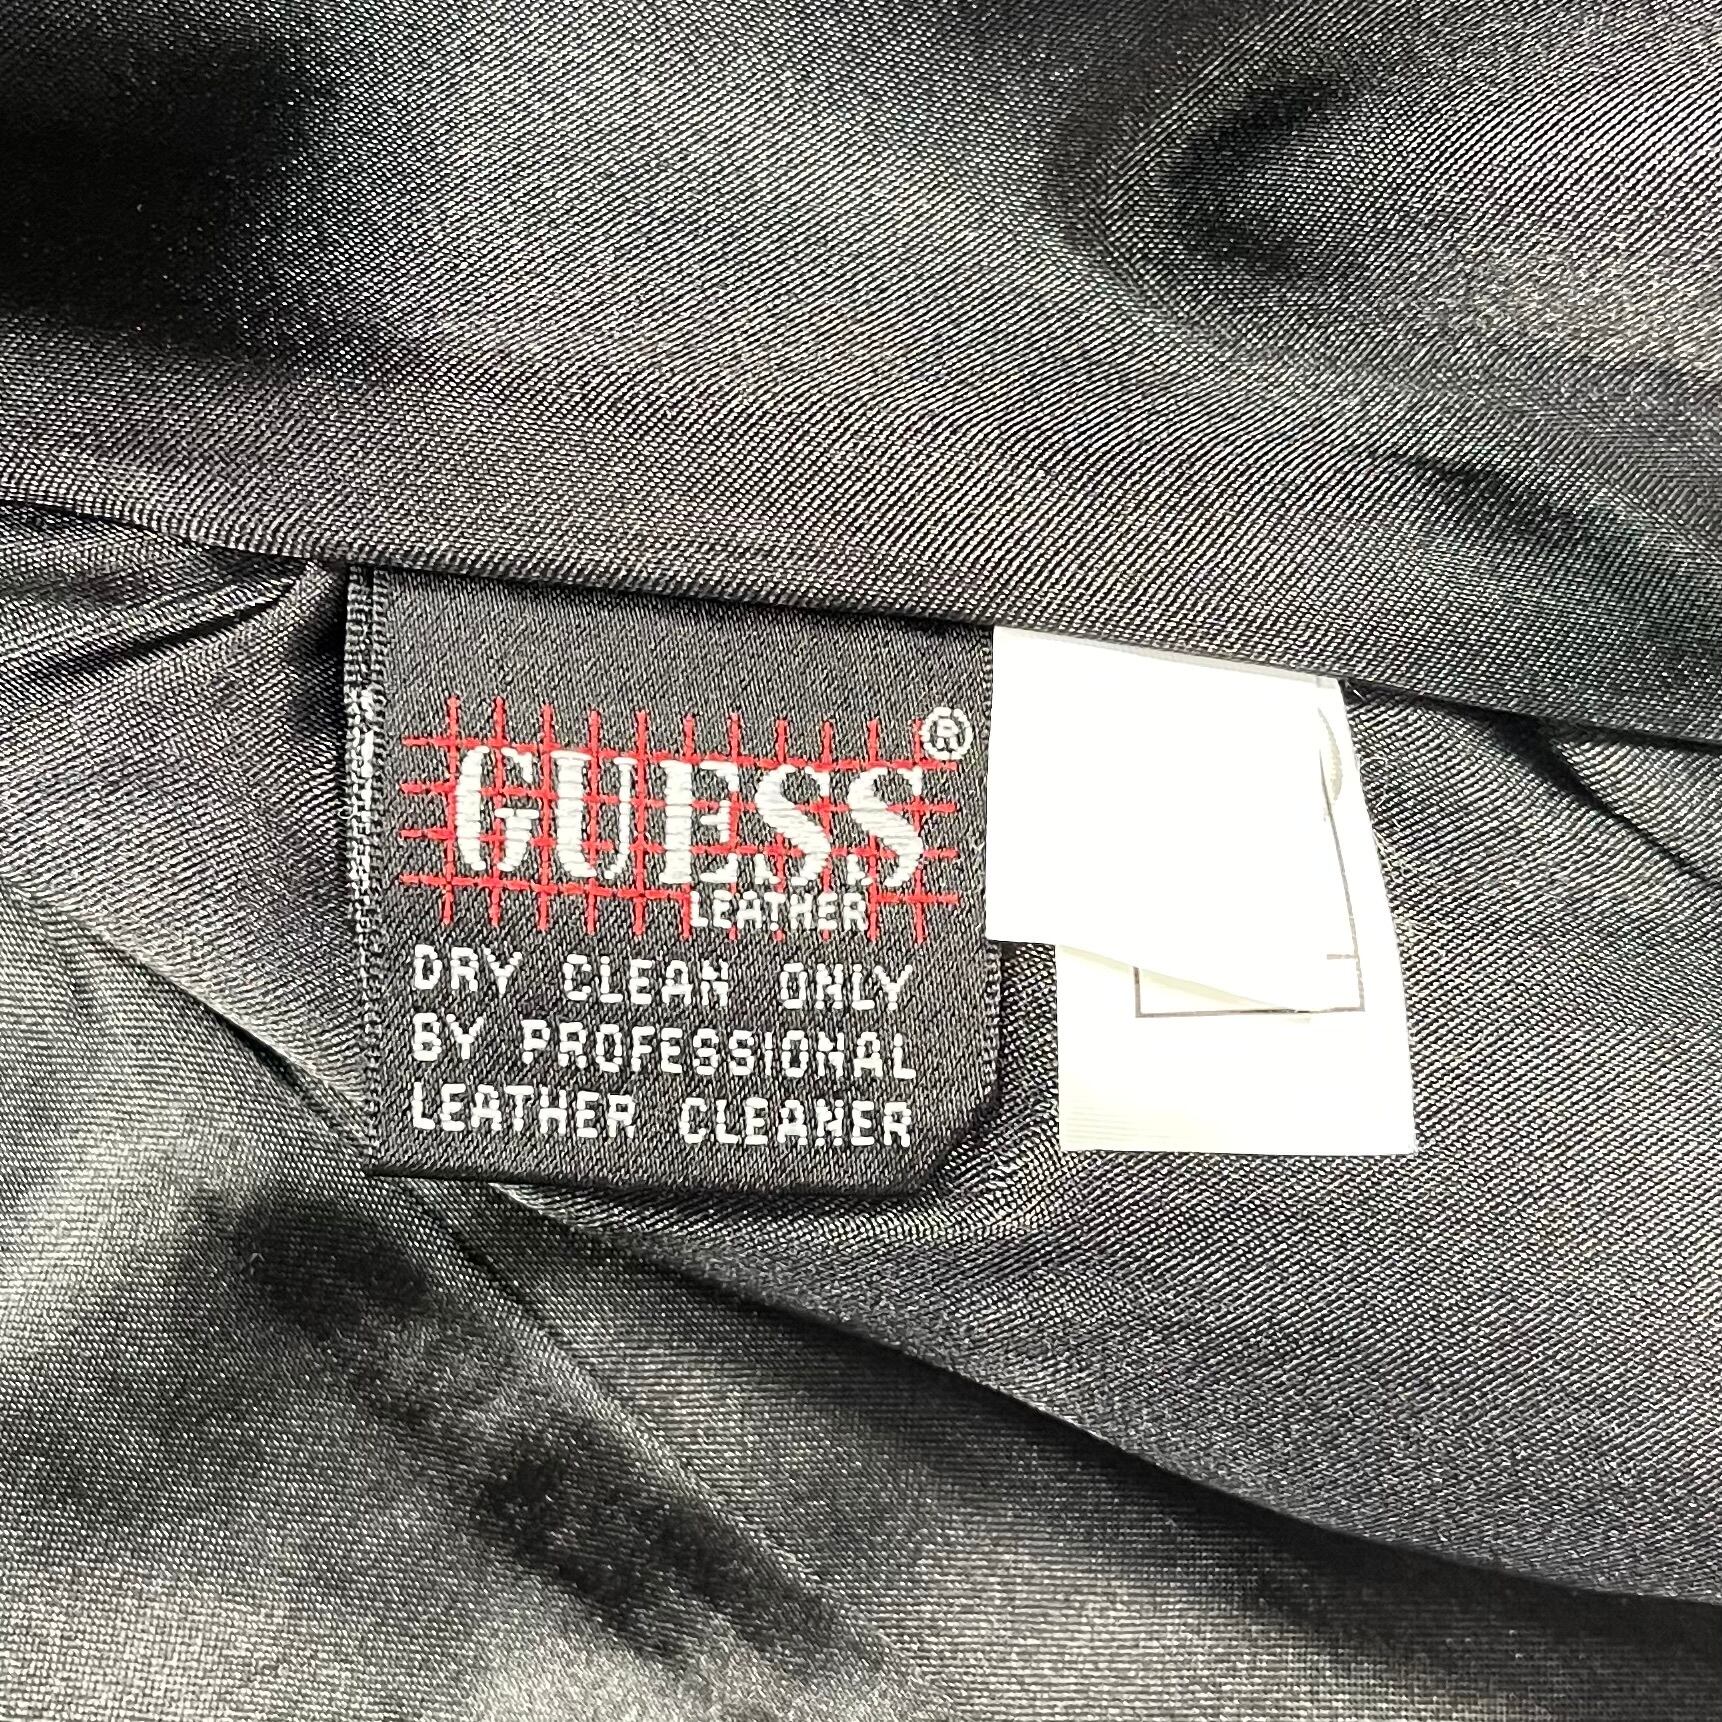 GUESS®
LEATHER
DRY CLEAN ONLY
BY PROFESSIONAL
LEATHER CLEANER